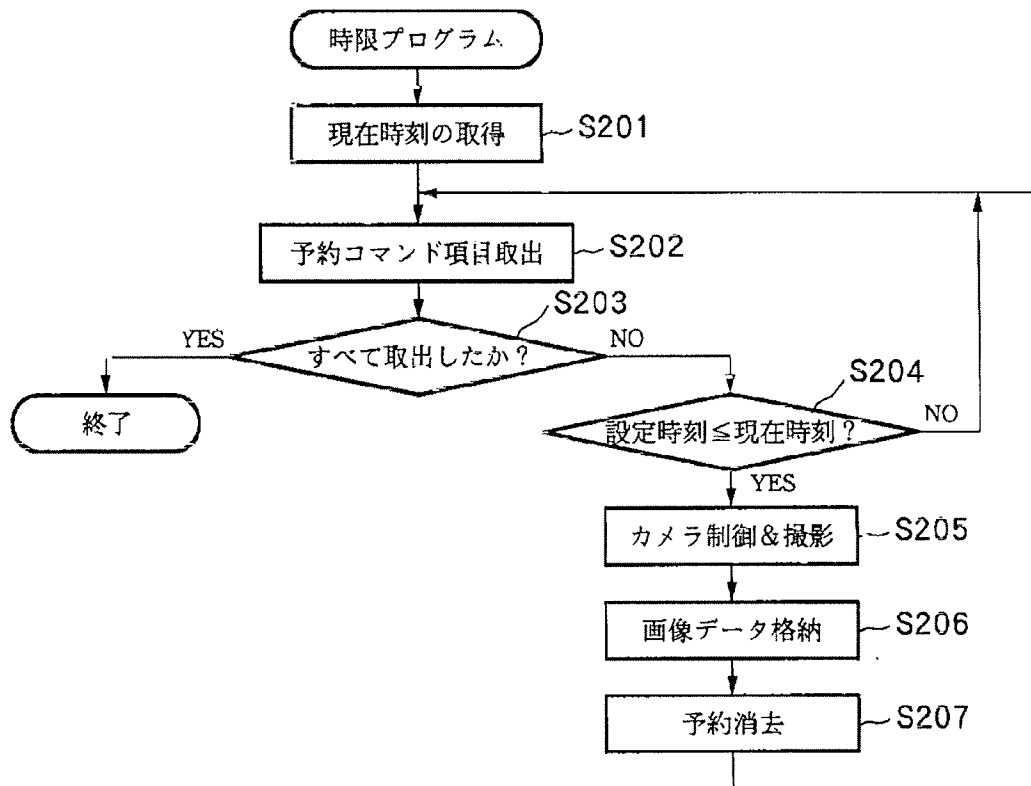 時限プログラム
現在時刻の取得
S201
予約コマンド項目取出
S202
S203
YES
すべて取出したか？
NO
終了
S204
設定時刻≦現在時刻？
NO
YES
カメラ制御＆撮影
S205
画像データ格納
S206
予約消去
S207